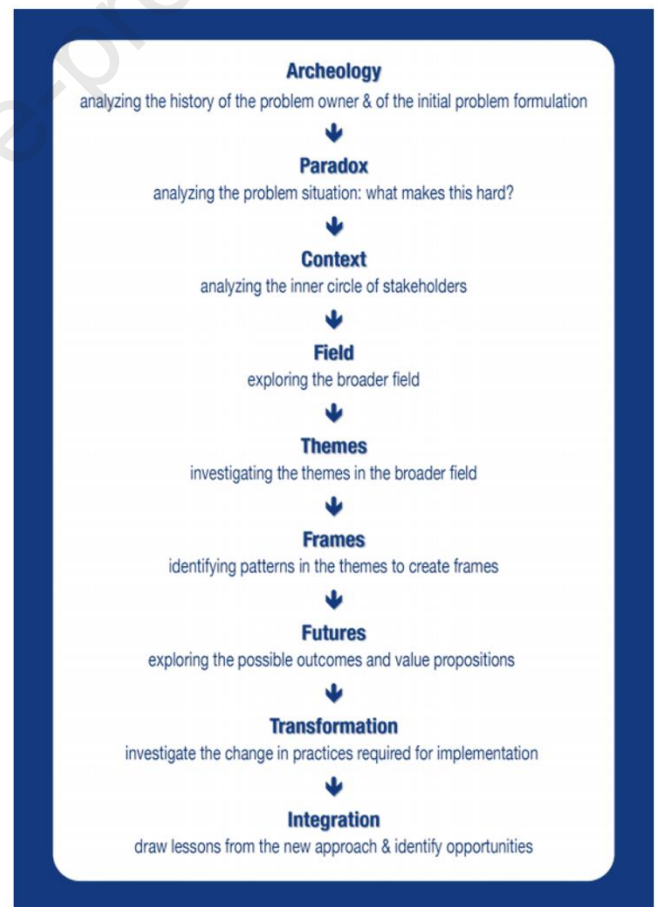 Archeology
analyzing the history of the problem owner & of the initial problem formulation
Paradox
analyzing the problem situation: what makes this hard?
Context
analyzing the inner circle of stakeholders
Field
exploring the broader field
Themes
investigating the themes in the broader field
Frames
identifying patterns in the themes to create frames
Futures
exploring the possible outcomes and value propositions
Transformation
investigate the change in practices required for implementation
Integration
draw lessons from the new approach & identify opportunities